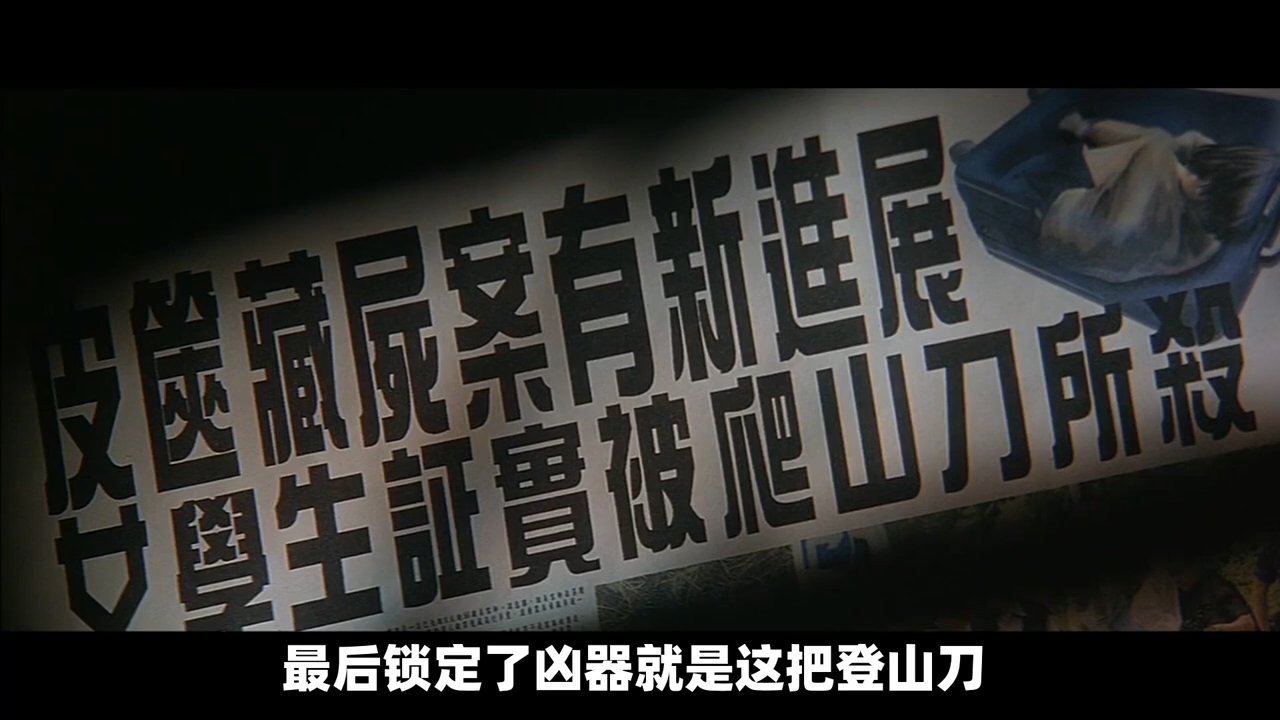 皮篋藏屍案有新進展
女學生証實被爬山刀所殺
最后锁定了凶器就是这把登山刀